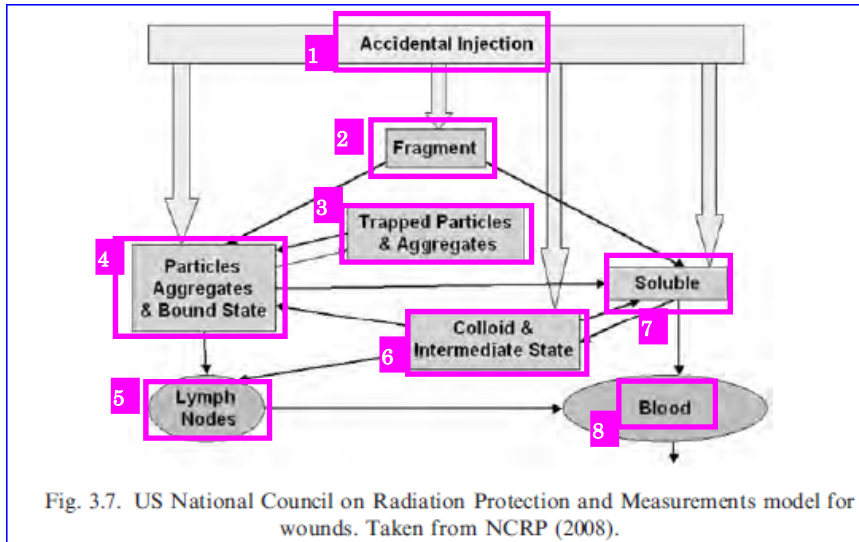 1
Accidental Injection
2
Fragment
3
Trapped Particles
& Aggregates
4
Particles
Aggregates
& Bound State
Soluble
7
Colloid &
Intermediate State
6
5
Lymph
Nodes
Blood
8
Fig. 3.7. US National Council on Radiation Protection and Measurements model for
wounds. Taken from NCRP (2008).